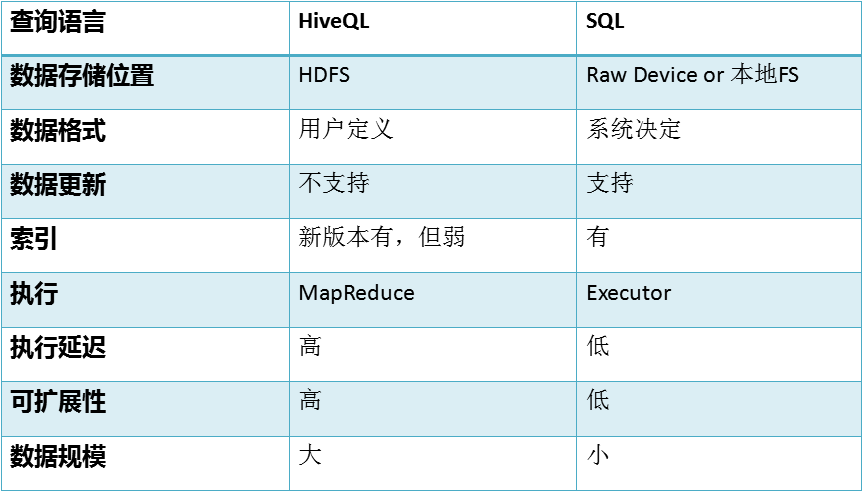 查询语言 HiveQL SQL
数据存储位置 HDFS Raw Device or 本地FS
数据格式 用户定义 系统决定
数据更新 不支持 支持
索引 新版本有，但弱 有
执行 MapReduce Executor
执行延迟 高 低
可扩展性 高 低
数据规模 大 小